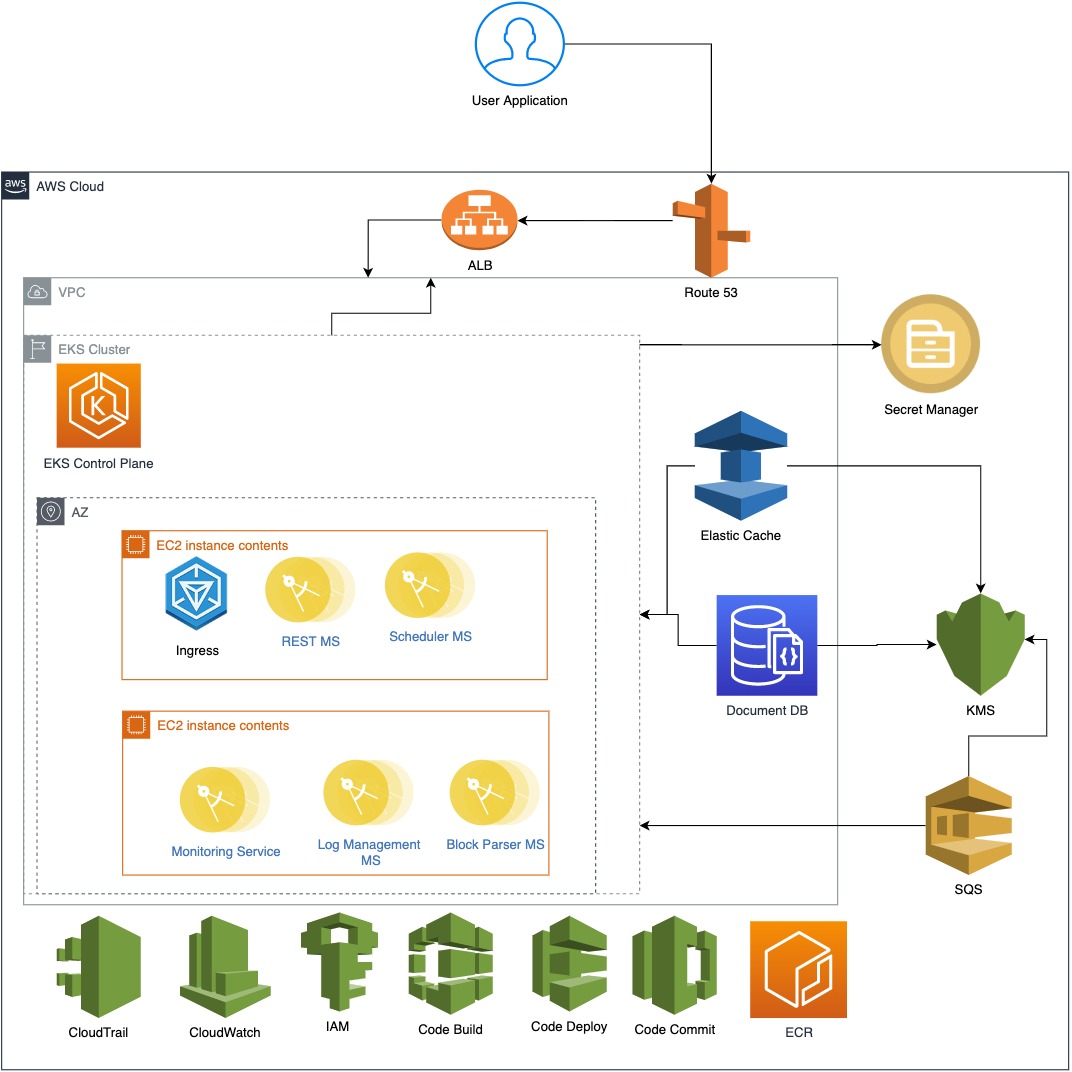 User Application
aws
AWS Cloud
ALB
Route 53
VPC
EKS Cluster
K
EKS Control Plane
Secret Manager
Elastic Cache
AZ
EC2 instance contents
Ingress
REST MS
Scheduler MS
{}
Document DB
KMS
EC2 instance contents
Monitoring Service
Log Management
MS
Block Parser MS
SQS
CloudTrail
CloudWatch
IAM
Code Build
Code Deploy
Code Commit
ECR